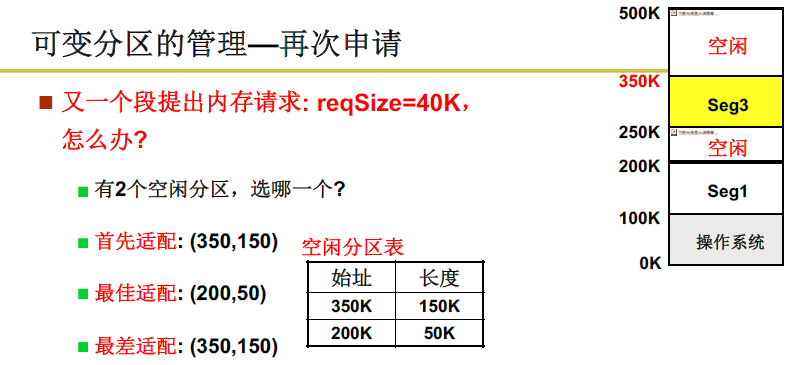 可变分区的管理—再次申请
又一个段提出内存请求: reqSize=40K，
怎么办?
有2个空闲分区，选哪一个?
首先适配: (350,150)
最佳适配: (200,50)
最差适配: (350,150)
空闲分区表
始址 长度
350K 150K
200K 50K
500K
空闲
350K
Seg3
250K
空闲
200K
Seg1
100K
操作系统
0K